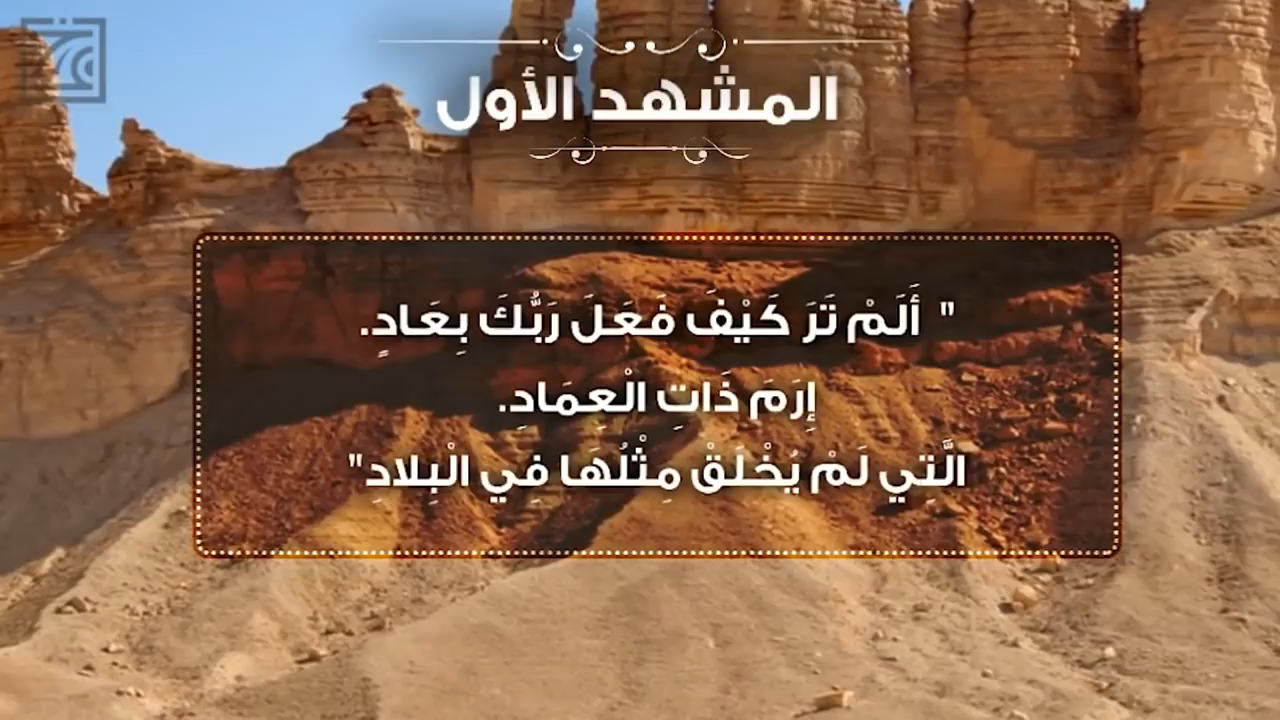 المشهد الأول
" أَلَمْ تَرَ كَيْفَ فَعَلَ رَبُّكَ بِعَادٍ.
إِرَمَ ذَاتِ الْعِمَادِ.
الَّتِي لَمْ يُخْلَقْ مِثْلُهَا فِي الْبِلادِ"